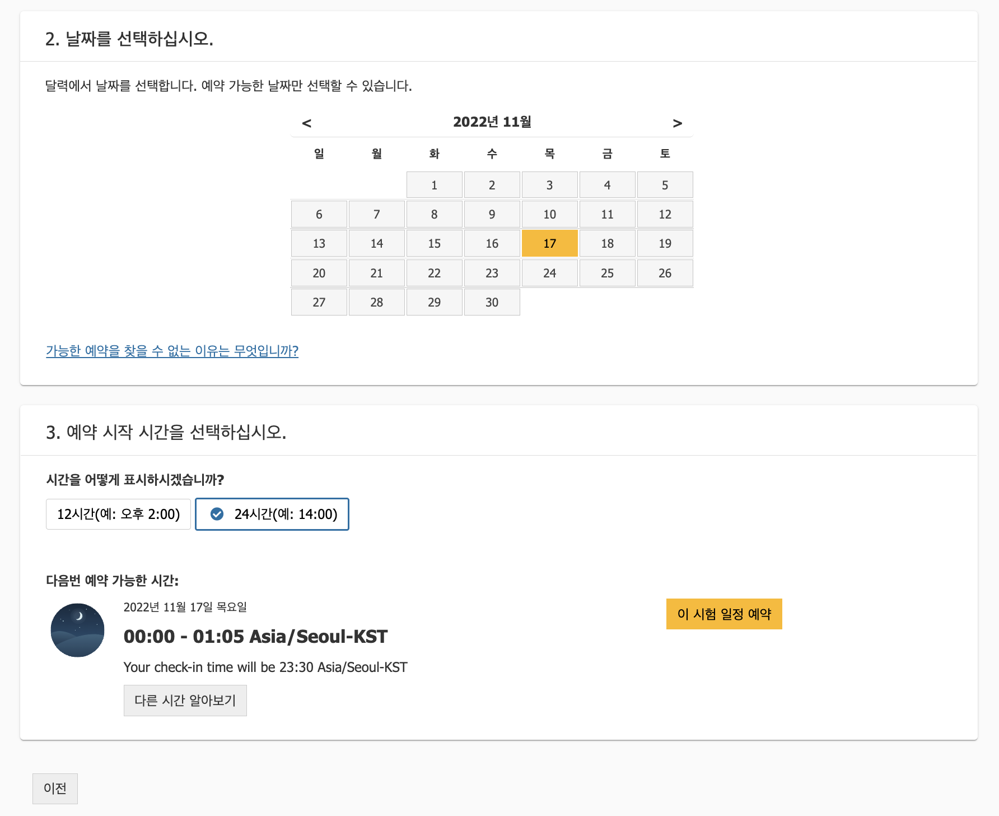 2. 날짜를 선택하십시오.
달력에서 날짜를 선택합니다. 예약 가능한 날짜만 선택할 수 있습니다.
< 2022년 11월 >
일 월 화 수 목 금 토
1 2 3 4 5
6 7 8 9 10 11 12
13 14 15 16 17 18 19
20 21 22 23 24 25 26
27 28 29 30
가능한 예약을 찾을 수 없는 이유는 무엇입니까?
3. 예약 시작 시간을 선택하십시오.
시간을 어떻게 표시하시겠습니까?
12시간(예: 오후 2:00) 24시간(예: 14:00)
다음번 예약 가능한 시간:
2022년 11월 17일 목요일
이 시험 일정 예약
00:00 - 01:05 Asia/Seoul-KST
Your check-in time will be 23:30 Asia/Seoul-KST
다른 시간 알아보기
이전